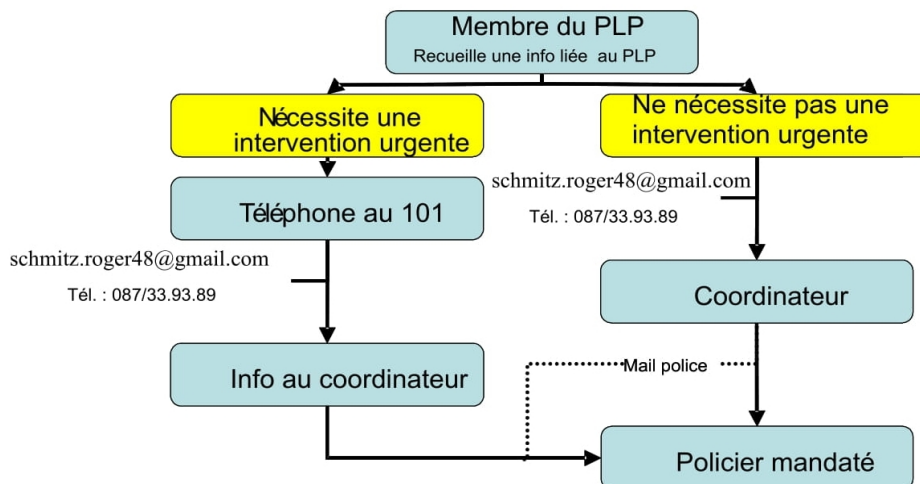 Membre du PLP
Recueille une info liée au PLP
Nécessite une
intervention urgente
Ne nécessite pas une
intervention urgente
schmitz.roger48@gmail.com
Tél. : 087/33.93.89
Téléphone au 101
schmitz.roger48@gmail.com
Tél. : 087/33.93.89
Coordinateur
Info au coordinateur
Mail police
Policier mandaté